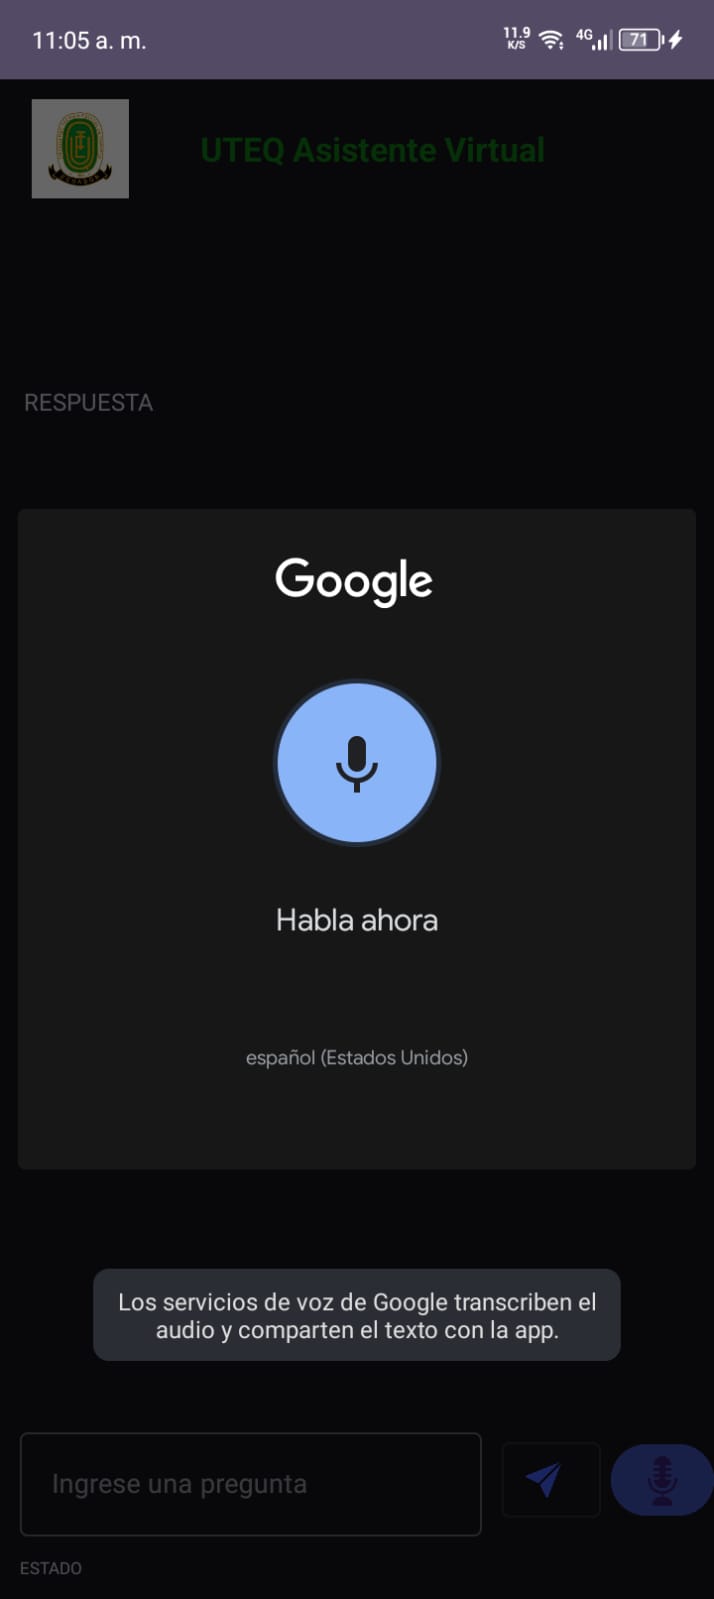 11:05 a. m.
11.9
K/S
4G
71
UTEQ Asistente Virtual
RESPUESTA
Google
Habla ahora
español (Estados Unidos)
Los servicios de voz de Google transcriben el
audio y comparten el texto con la app.
Ingrese una pregunta
ESTADO